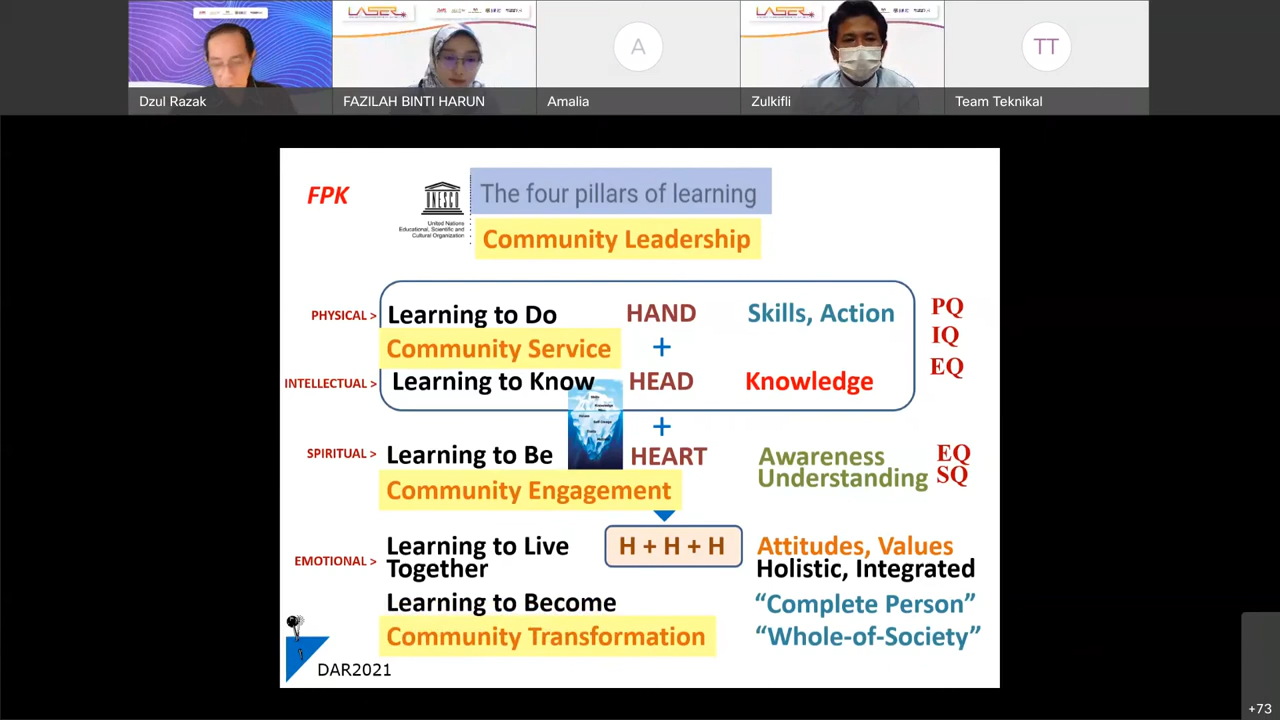 LASER
LASER
A
TT
Dzul Razak
FAZILAH BINTI HARUN
Amalia
Zulkifli
Team Teknikal
FPK
UNESCO
United Nations
Educational, Scientific and
Cultural Organization
The four pillars of learning
Community Leadership
PHYSICAL > Learning to Do HAND Skills, Action PQ
Community Service + IQ
EQ
INTELLECTUAL > Learning to Know HEAD Knowledge
+
SPIRITUAL > Learning to Be HEART Awareness EQ
Understanding SQ
Community Engagement
EMOTIONAL > Learning to Live H + H + H Attitudes, Values
Together Holistic, Integrated
Learning to Become “Complete Person”
Community Transformation “Whole-of-Society”
DAR2021
+73